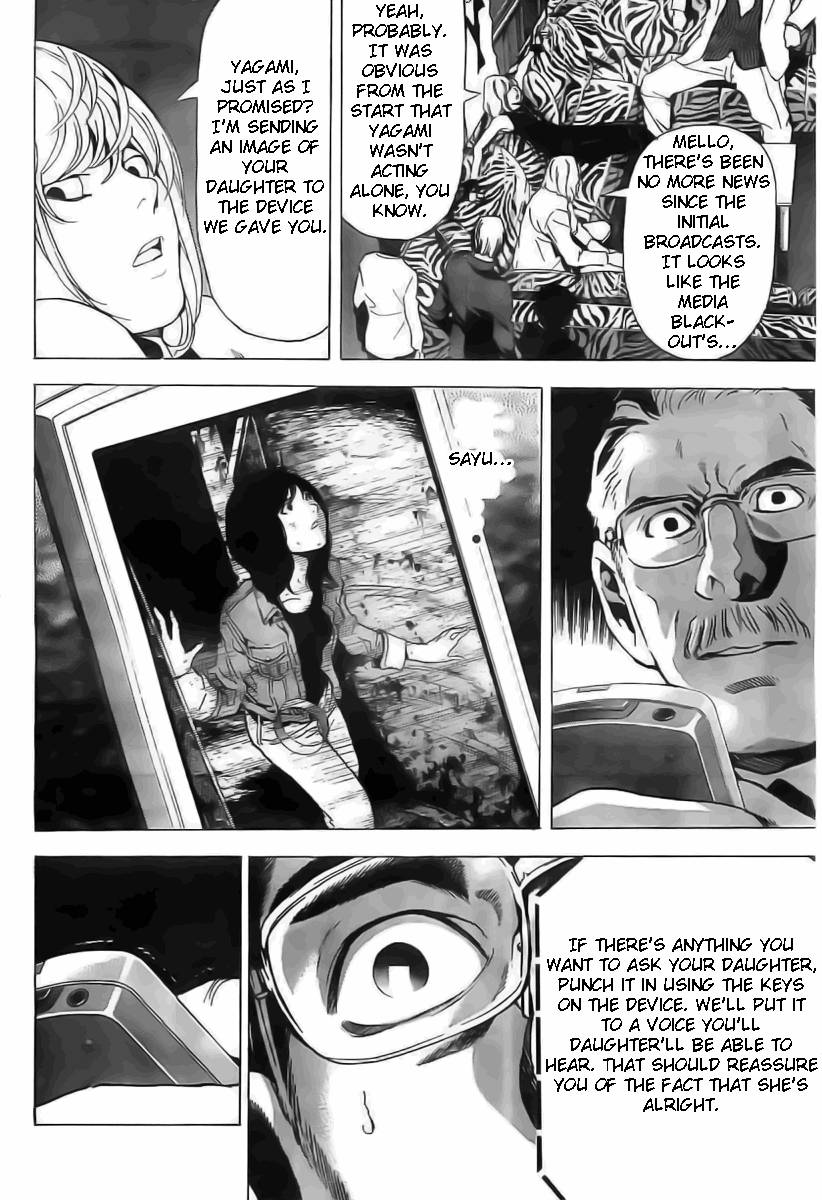 MELLO,
THERE'S BEEN
NO MORE NEWS
SINCE THE
INITIAL
BROADCASTS.
IT LOOKS
LIKE THE
MEDIA
BLACK-
OUT'S...
YEAH,
PROBABLY.
IT WAS
OBVIOUS
FROM THE
START THAT
YAGAMI
WASN'T
ACTING
ALONE, YOU
KNOW.
YAGAMI,
JUST AS I
PROMISED?
I'M SENDING
AN IMAGE OF
YOUR
DAUGHTER TO
THE DEVICE
WE GAVE YOU.
SAYU...
IF THERE'S ANYTHING YOU
WANT TO ASK YOUR DAUGHTER,
PUNCH IT IN USING THE KEYS
ON THE DEVICE. WE'LL PUT IT
TO A VOICE YOU'LL
DAUGHTER'LL BE ABLE TO
HEAR. THAT SHOULD REASSURE
YOU OF THE FACT THAT SHE'S
ALRIGHT.